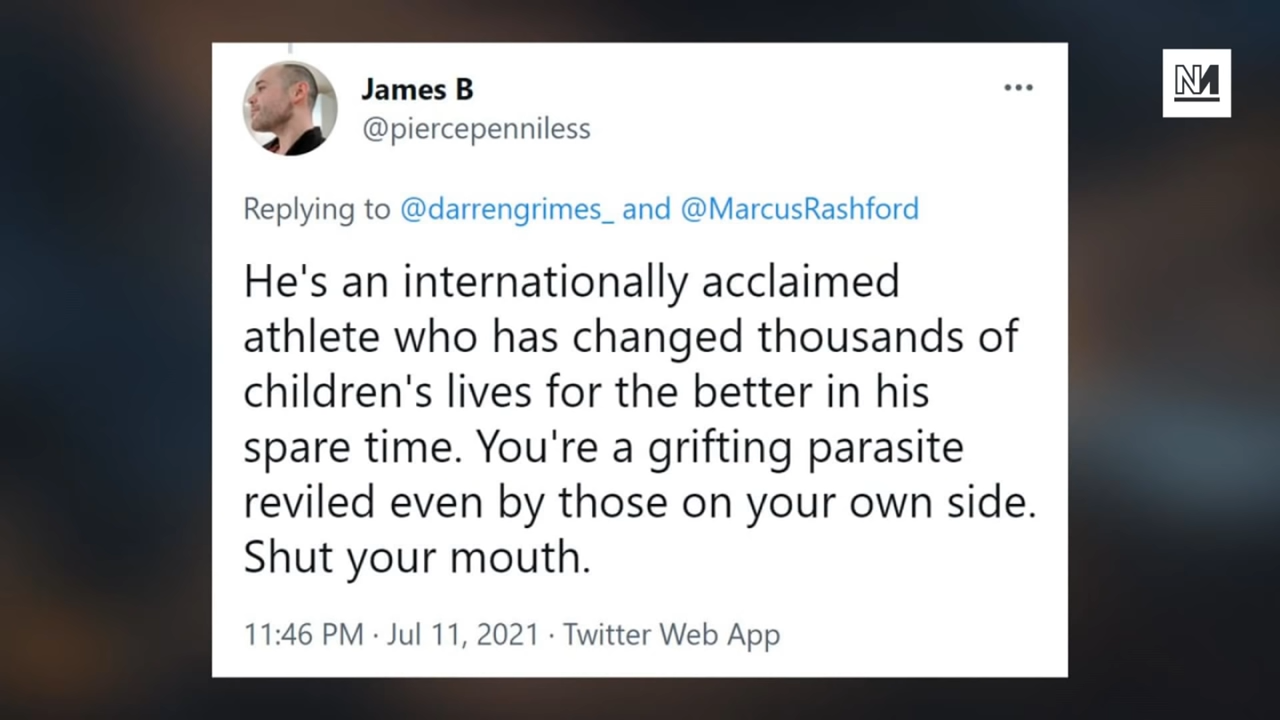 NM
James B
@piercepenniless
Replying to @darrengrimes_ and @MarcusRashford
He's an internationally acclaimed
athlete who has changed thousands of
children's lives for the better in his
spare time. You're a grifting parasite
reviled even by those on your own side.
Shut your mouth.
11:46 PM · Jul 11, 2021 · Twitter Web App